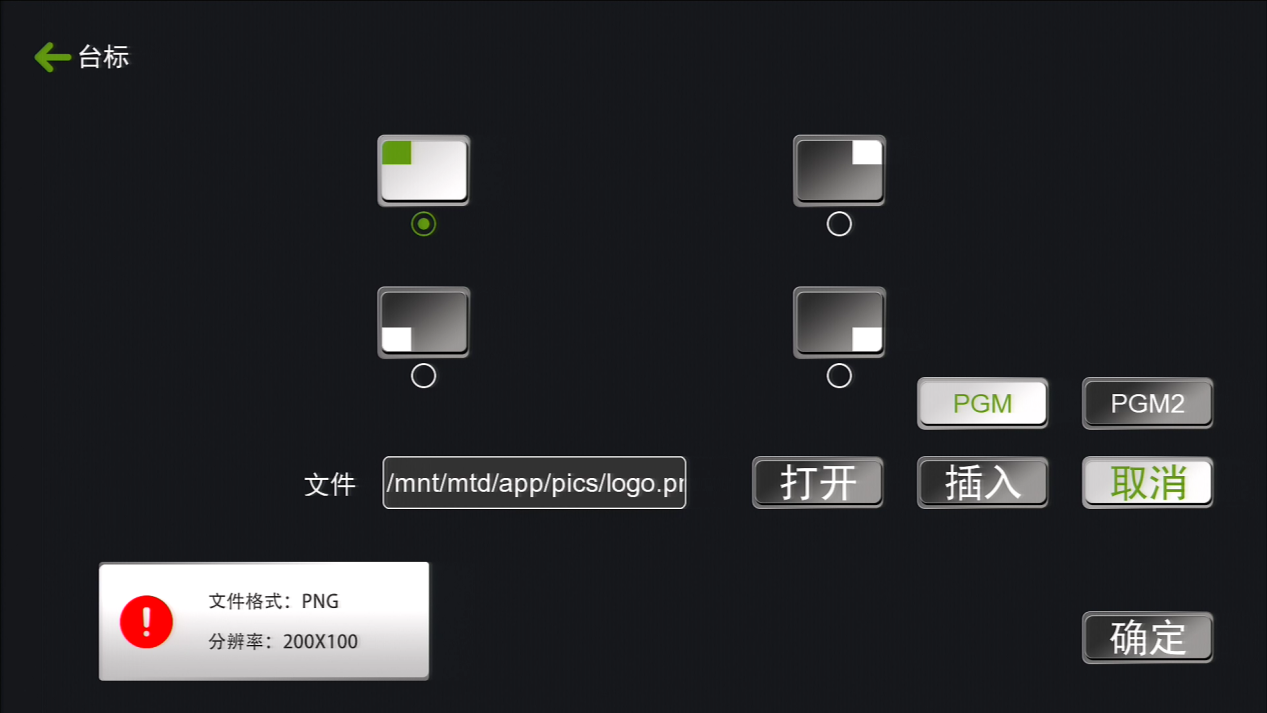 台标
PGM
PGM2
文件
/mnt/mtd/app/pics/logo.pr
打开
插入
取消
文件格式：PNG
分辨率：200X100
确定